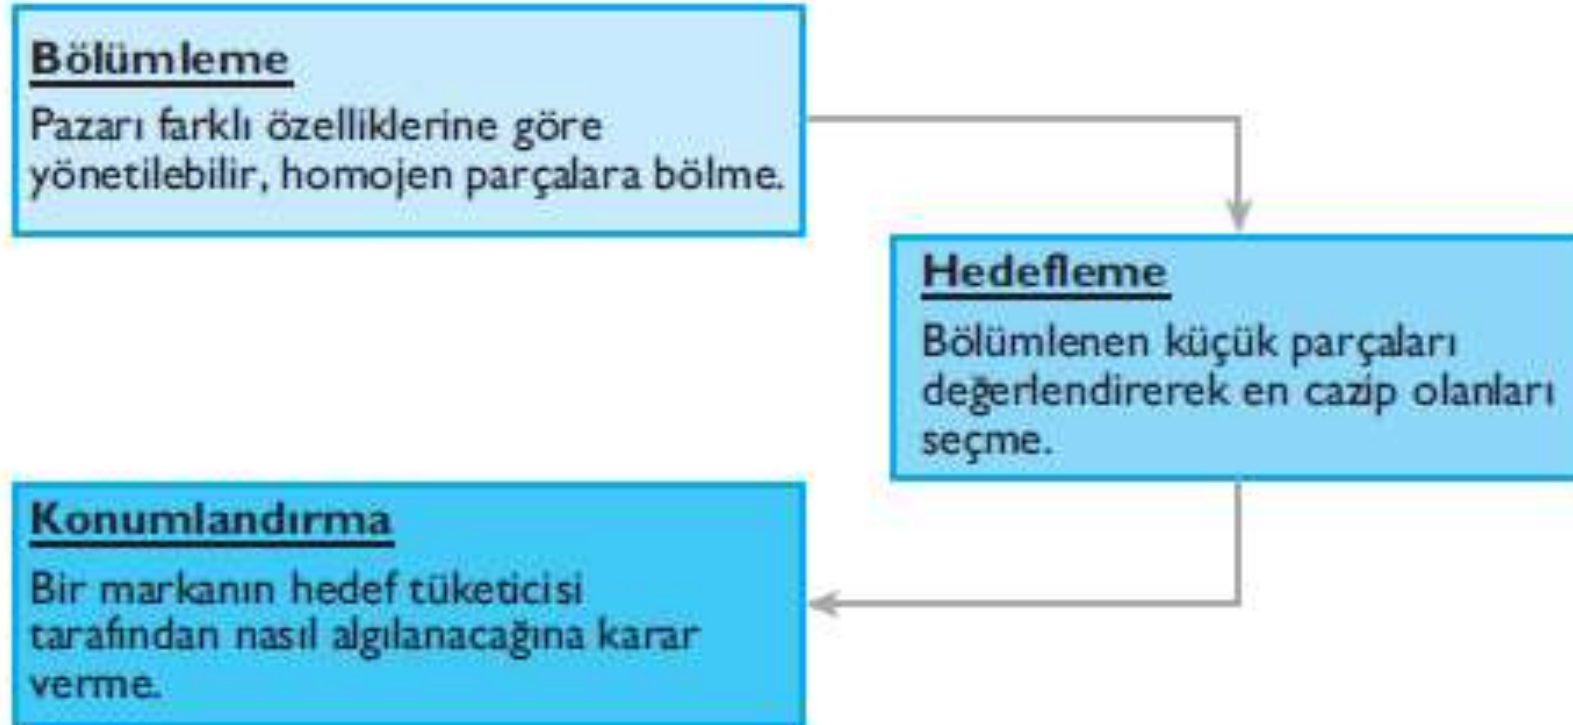 Bölümleme
Pazarı farklı özelliklerine göre
yönetilebilir, homojen parçalara bölme.
Hedefleme
Bölümlenen küçük parçaları
değerlendirerek en cazip olanları
seçme.
Konumlandırma
Bir markanın hedef tüketicisi
tarafından nasıl algılanacağına karar
verme.